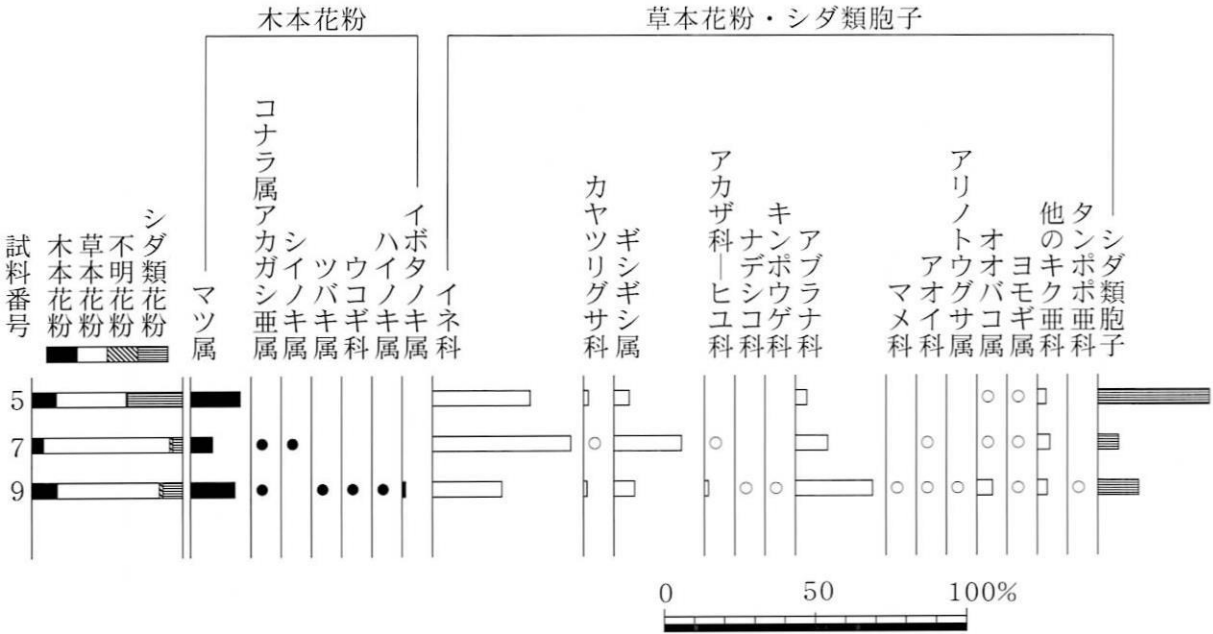 木本花粉
草本花粉・シダ類胞子
試料番号
木本花粉
草本花粉
不明花粉
シダ類花粉
マツ属
コナラ属アカガシ亜属
シイノキ属
ツバキ属
ウコギ科
ハイノキ属
イボタノキ属
イネ科
カヤツリグサ科
ギシギシ属
アカザ科―ヒユ科
ナデシコ科
キンポウゲ科
アブラナ科
マメ科
アオイ科
アリノトウグサ属
オオバコ属
ヨモギ属
他のキク亜科
タンポポ亜科
シダ類胞子
5
7
9
0 50 100%